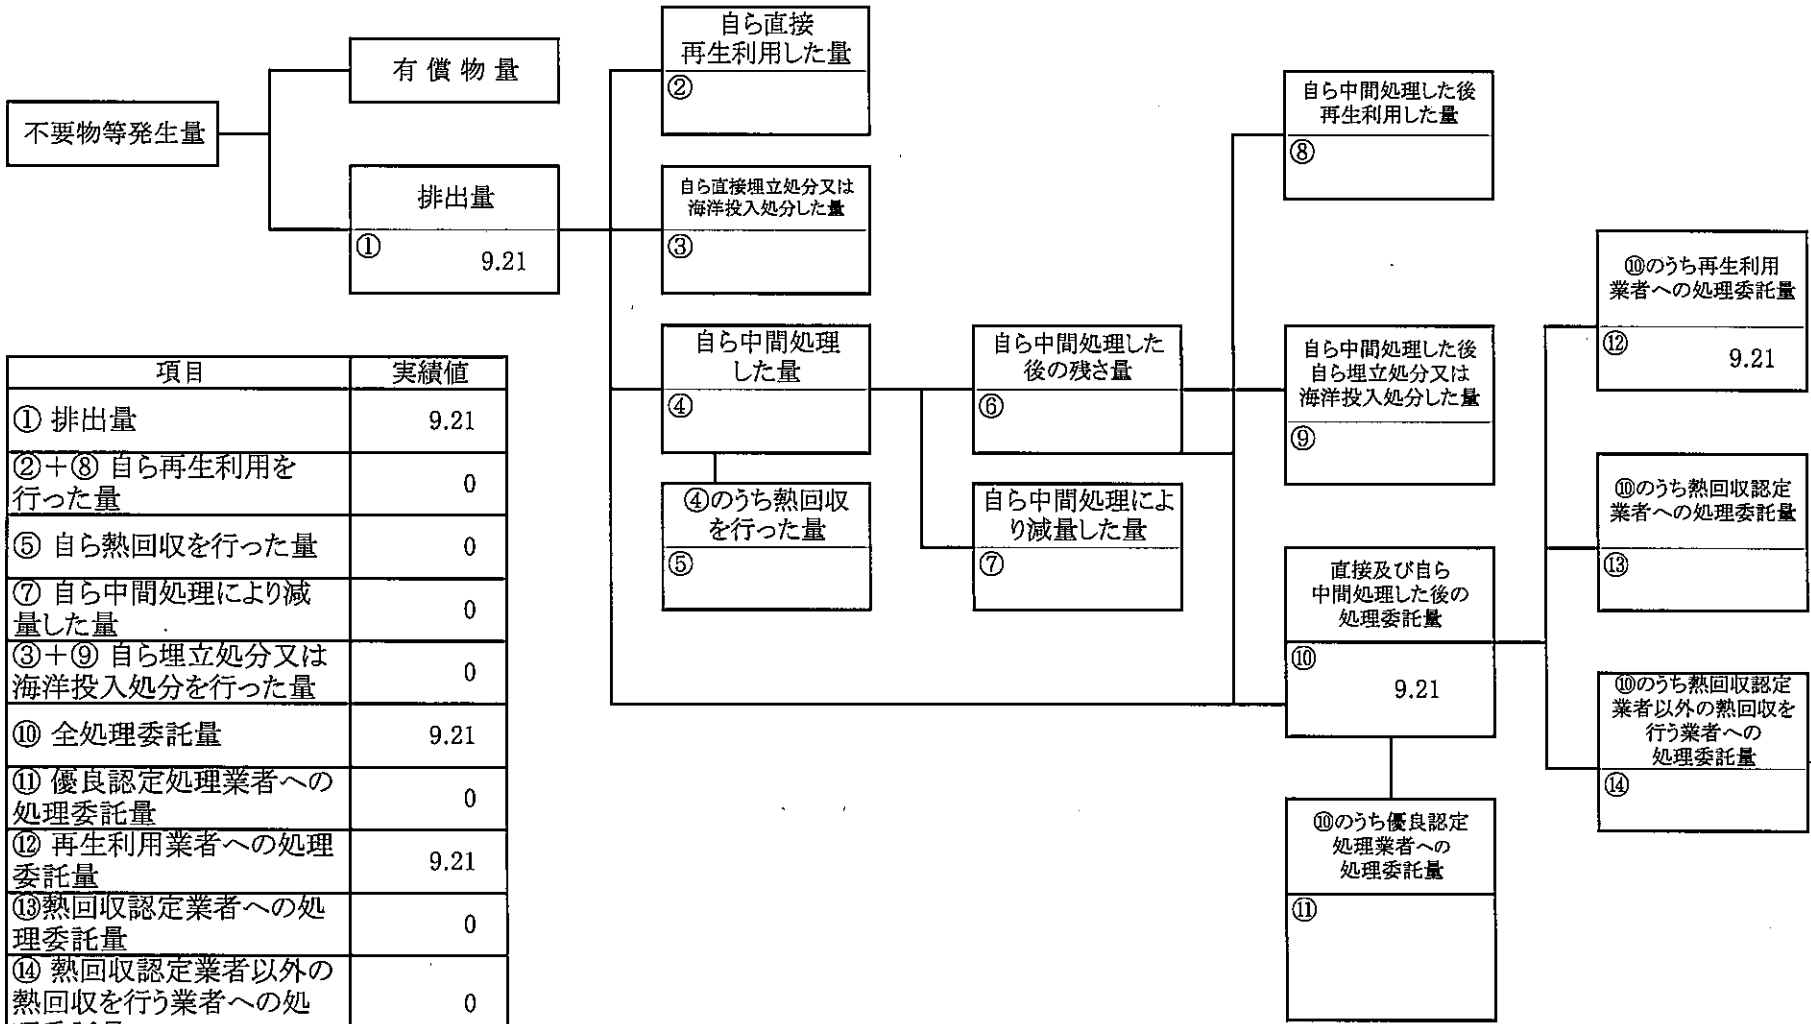 不要物等発生量
有償物量
排出量
①
9.21
自ら直接
再生利用した量
②
自ら直接埋立処分又は
海洋投入処分した量
③
自ら中間処理
した量
④
④のうち熱回収
を行った量
⑤
自ら中間処理した
後の残さ量
⑥
自ら中間処理によ
り減量した量
⑦
自ら中間処理した後
再生利用した量
⑧
自ら中間処理した後
自ら埋立処分又は
海洋投入処分した量
⑨
直接及び自ら
中間処理した後の
処理委託量
⑩
9.21
⑩のうち優良認定
処理業者への
処理委託量
⑪
⑩のうち再生利用
業者への処理委託量
⑫
9.21
⑩のうち熱回収認定
業者への処理委託量
⑬
⑩のうち熱回収認定
業者以外の熱回収を
行う業者への
処理委託量
⑭
項目 実績値
① 排出量 9.21
②+⑧ 自ら再生利用を
行った量 0
⑤ 自ら熱回収を行った量 0
⑦ 自ら中間処理により減
量した量 0
③+⑨ 自ら埋立処分又は
海洋投入処分を行った量 0
⑩ 全処理委託量 9.21
⑪ 優良認定処理業者への
処理委託量 0
⑫ 再生利用業者への処理
委託量 9.21
⑬熱回収認定業者への処
理委託量 0
⑭ 熱回収認定業者以外の
熱回収を行う業者への処 0